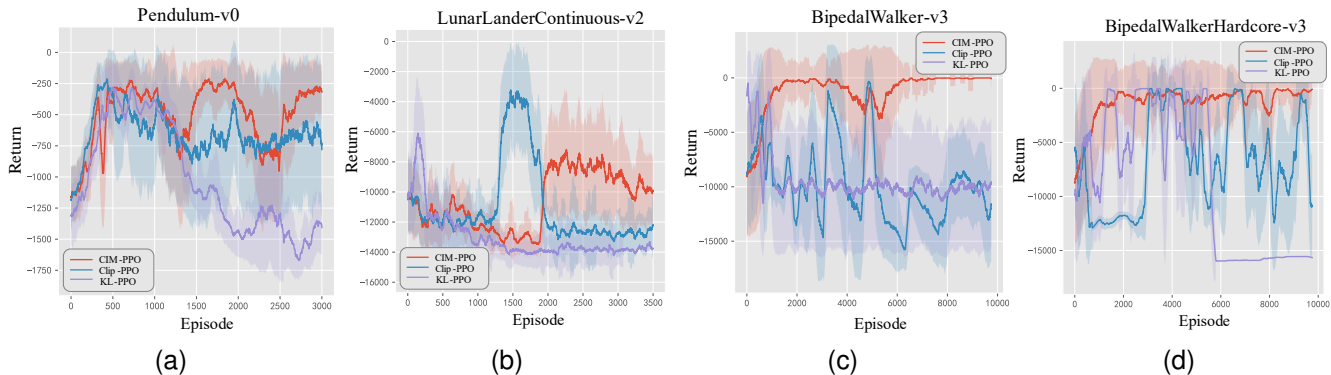 Pendulum-v0
0
−250
−500
−750
−1000
−1250
−1500
−1750
Return
CIM-PPO
Clip -PPO
KL -PPO
0 500 1000 1500 2000 2500 3000
Episode
(a)
LunarLanderContinuous-v2
0
−2000
−4000
−6000
−8000
−10000
−12000
−14000
−16000
Return
CIM-PPO
Clip -PPO
KL -PPO
0 500 1000 1500 2000 2500 3000 3500
Episode
(b)
BipedalWalker-v3
CIM-PPO
Clip -PPO
KL-PPO
0
−5000
−10000
−15000
Return
0 2000 4000 6000 8000 10000
Episode
(c)
BipedalWalkerHardcore-v3
CIM-PPO
Clip -PPO
KL -PPO
0
−5000
−10000
−15000
Return
0 2000 4000 6000 8000 10000
Episode
(d)